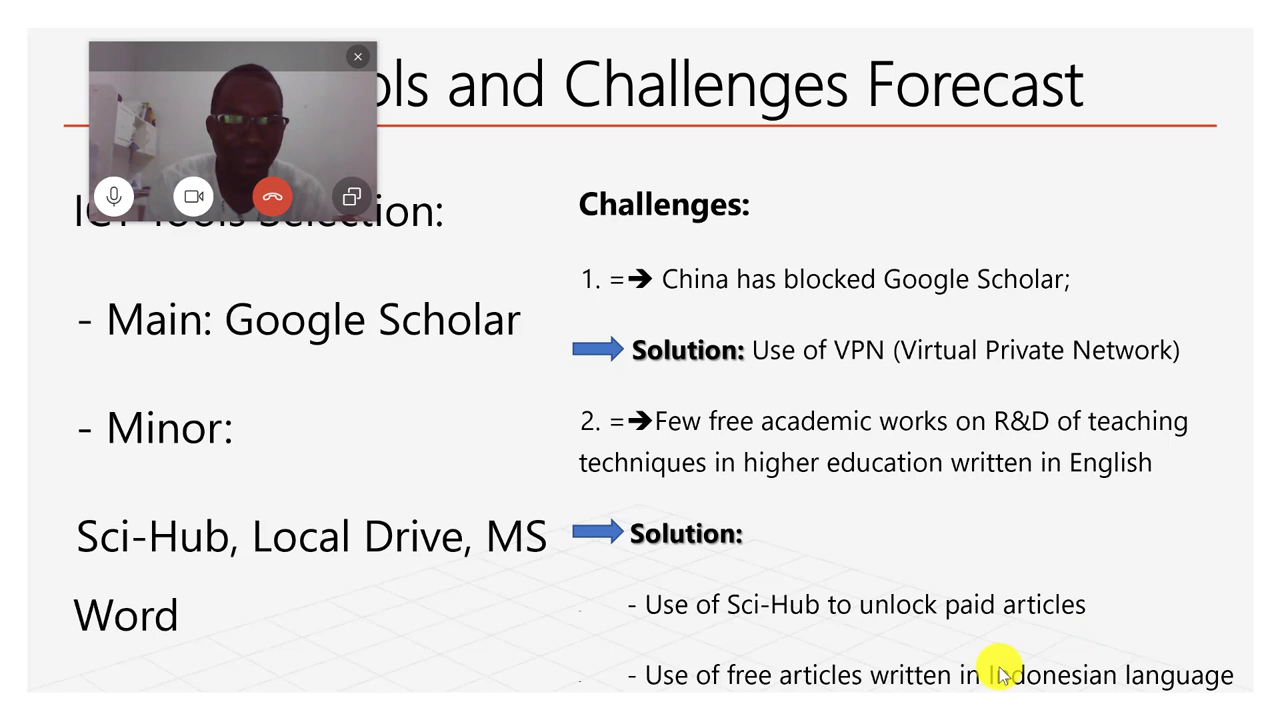 ols and Challenges Forecast
ICT Tools Selection:
- Main: Google Scholar
- Minor:
Sci-Hub, Local Drive, MS
Word
Challenges:
1. =➔ China has blocked Google Scholar;
Solution: Use of VPN (Virtual Private Network)
2. =➔Few free academic works on R&D of teaching
techniques in higher education written in English
Solution:
- Use of Sci-Hub to unlock paid articles
- Use of free articles written in Indonesian language